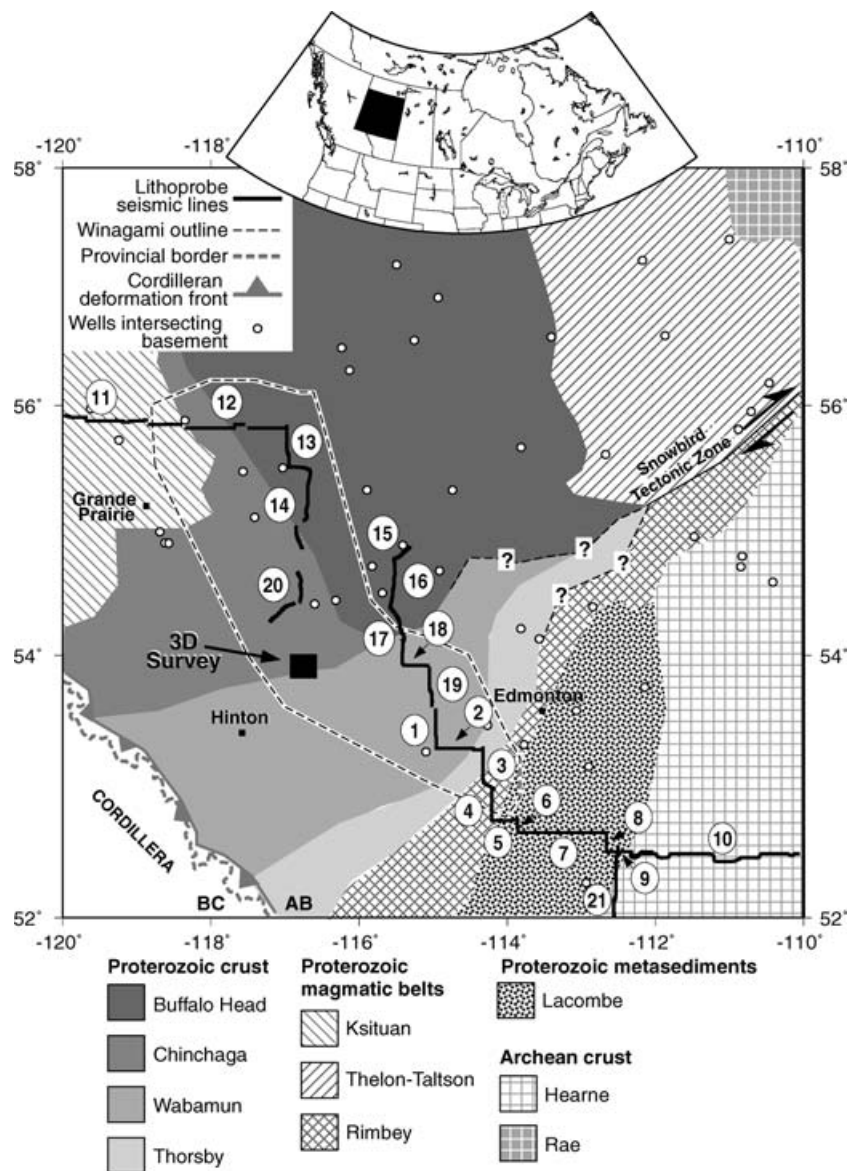 -120°
-118°
-112°
-110°
58°
58°
Lithoprobe
seismic lines
Winagami outline
Provincial border
Cordilleran
deformation front
Wells intersecting
basement
11
12
56°
56°
13
Snowbird
Tectonic Zone
Grande
Prairie
14
15
?
?
?
?
16
20
18
17
54°
54°
3D
Survey
19
Edmonton
Hinton
1
2
3
4
6
CORDILLERA
5
8
10
7
9
BC
AB
21
52°
52°
-120°
-118°
-116°
-114°
-112°
-110°
Proterozoic crust
Buffalo Head
Chinchaga
Wabamun
Thorsby
Proterozoic
magmatic belts
Ksituan
Thelon-Taltson
Rimbey
Proterozoic metasediments
Lacombe
Archean crust
Hearne
Rae